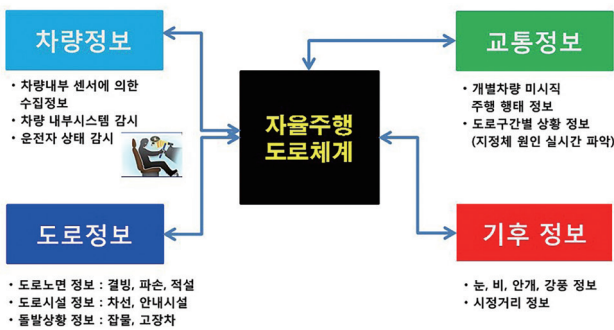 차량정보
• 차량내부 센서에 의한
수집정보
• 차량 내부시스템 감시
• 운전자 상태 감시
교통정보
• 개별차량 미시직
주행 행태 정보
• 도로구간별 상황 정보
(지정체 원인 실시간 파악)
자율주행
도로체계
도로정보
• 도로노면 정보 : 결빙, 파손, 적설
• 도로시설 정보 : 차선, 안내시설
• 돌발상황 정보 : 잡물, 고장차
기후 정보
• 눈, 비, 안개, 강풍 정보
• 시정거리 정보